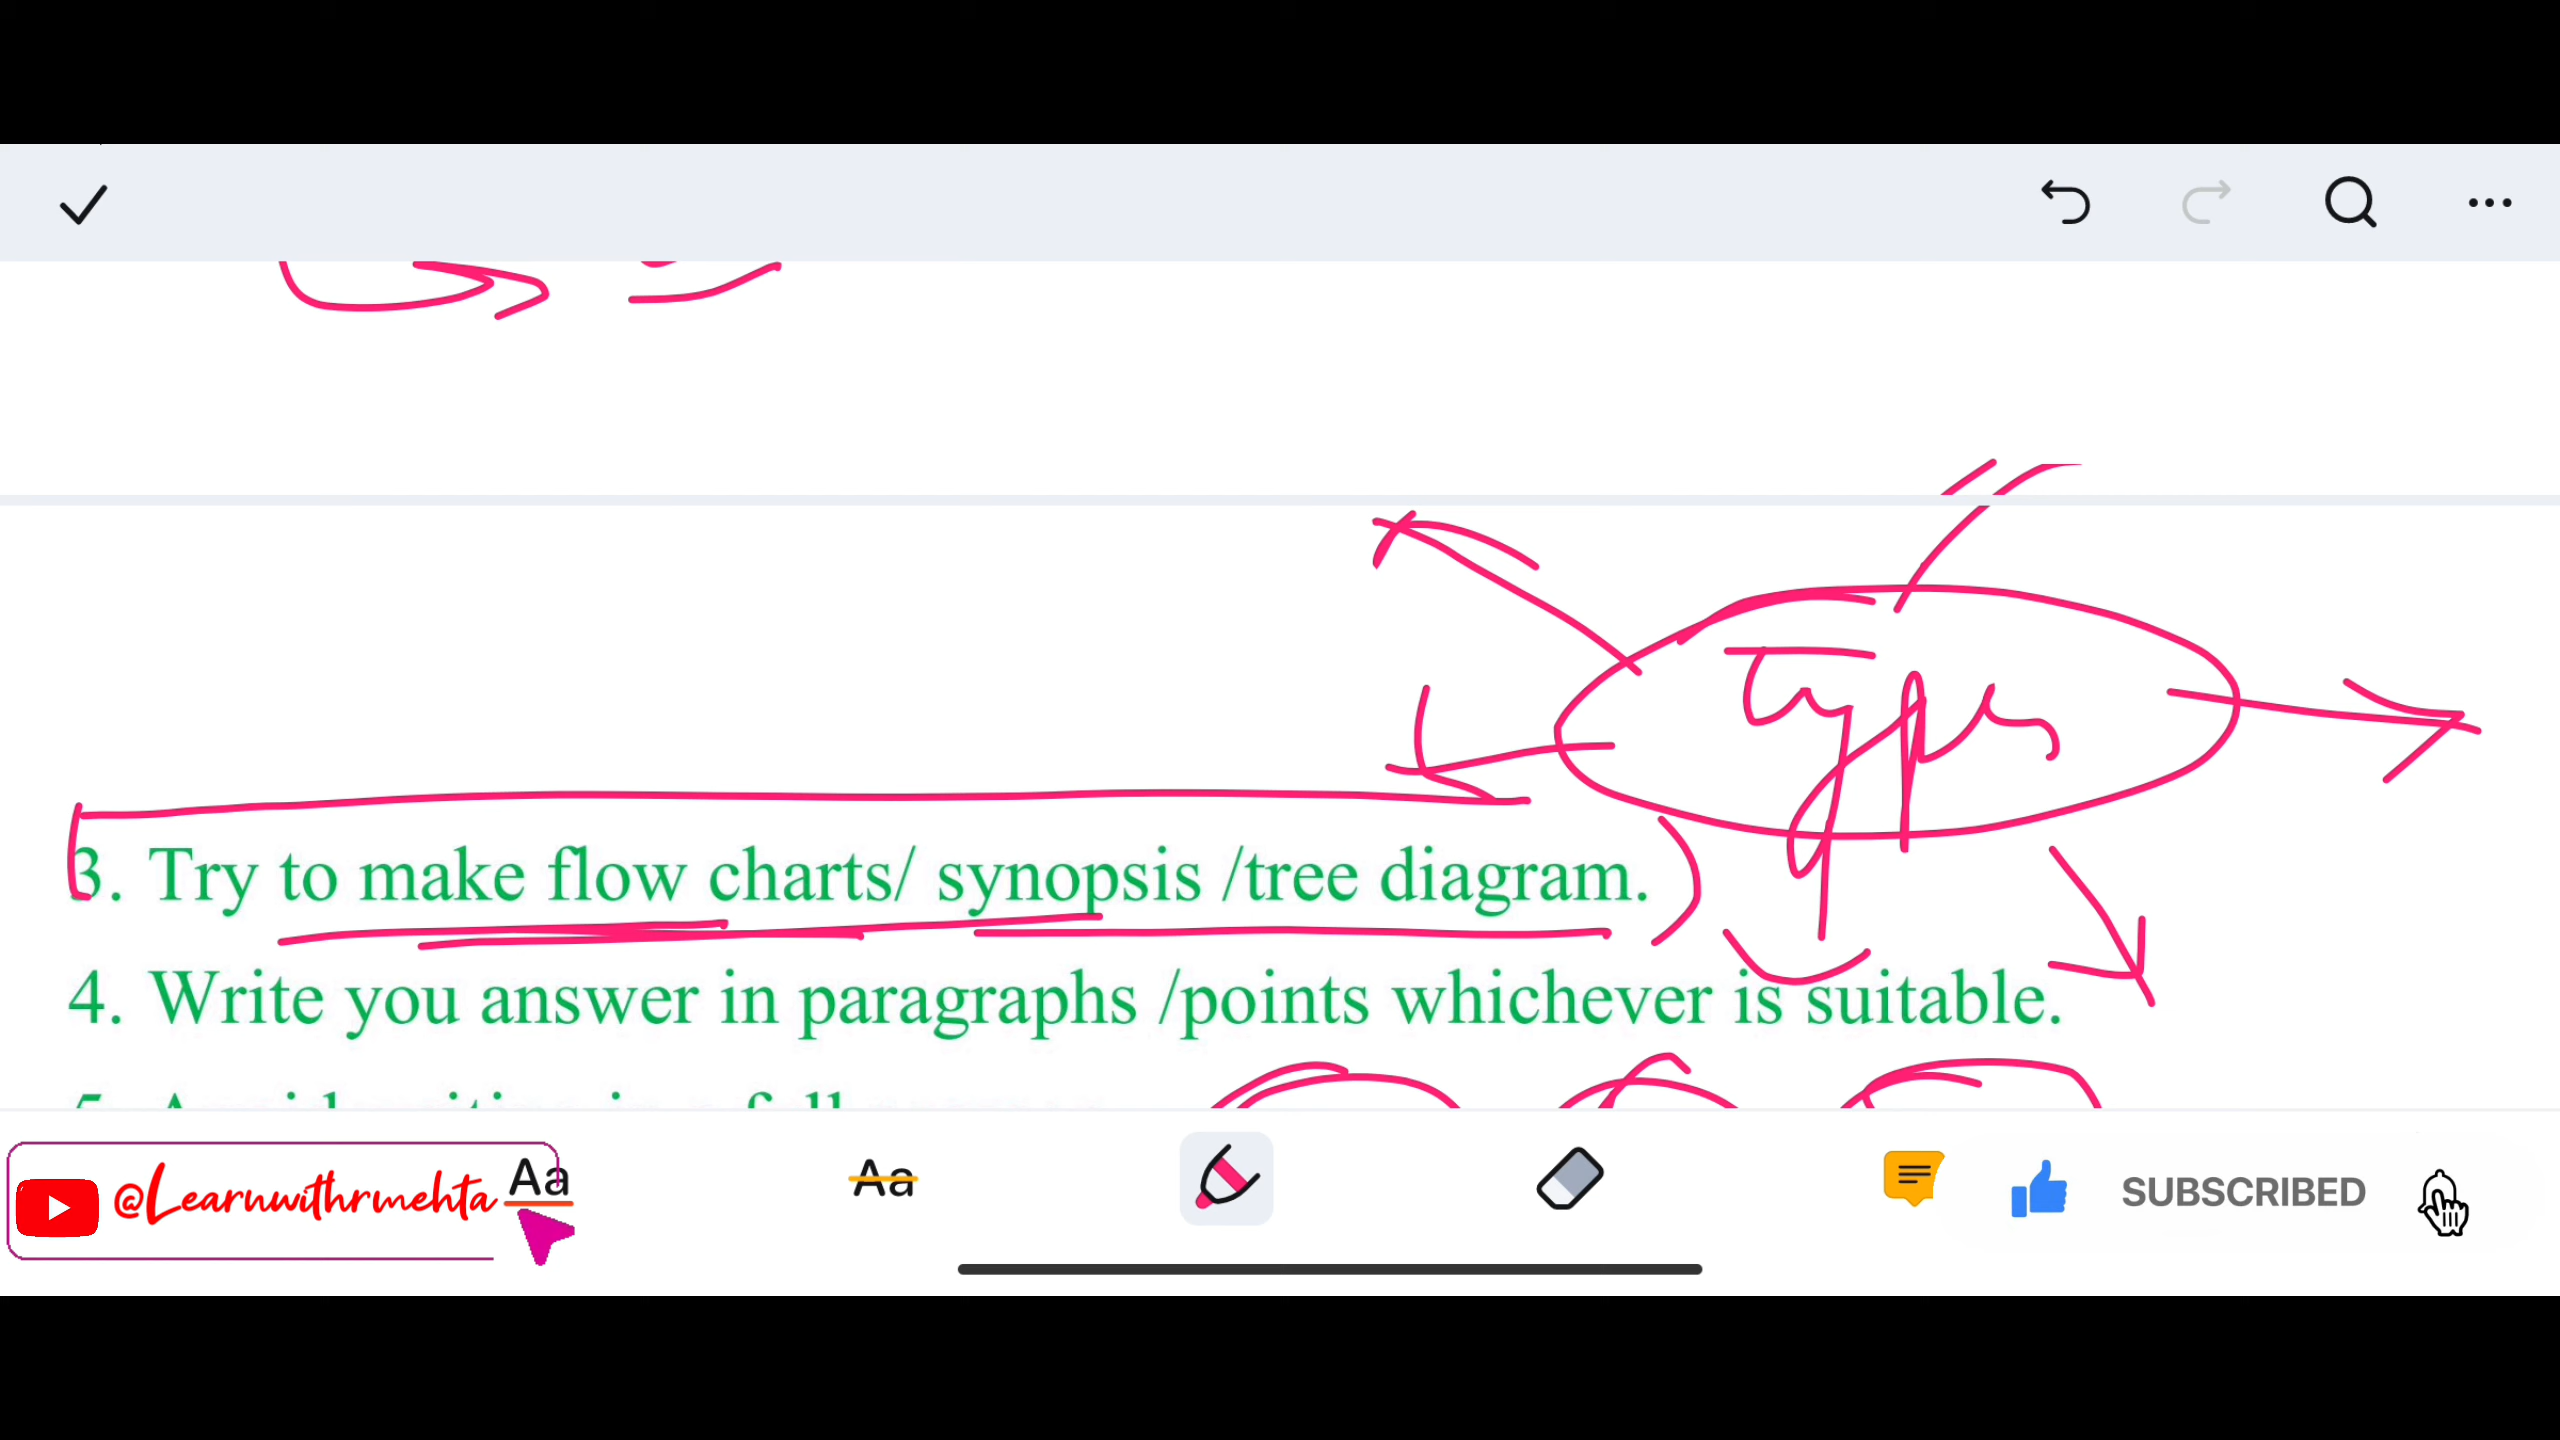 Types
3. Try to make flow charts/ synopsis /tree diagram.
4. Write you answer in paragraphs /points whichever is suitable.
@Learnwithrmehta
Aa
Aa
SUBSCRIBED